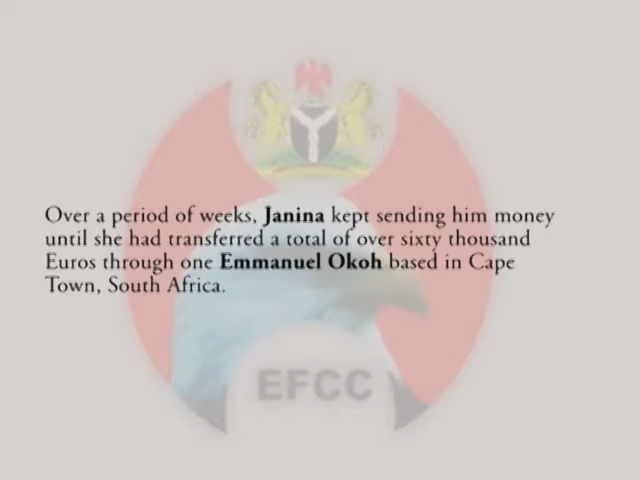 Over a period of weeks, Janina kept sending him money
until she had transferred a total of over sixty thousand
Euros through one Emmanuel Okoh based in Cape
Town, South Africa.
EFCC